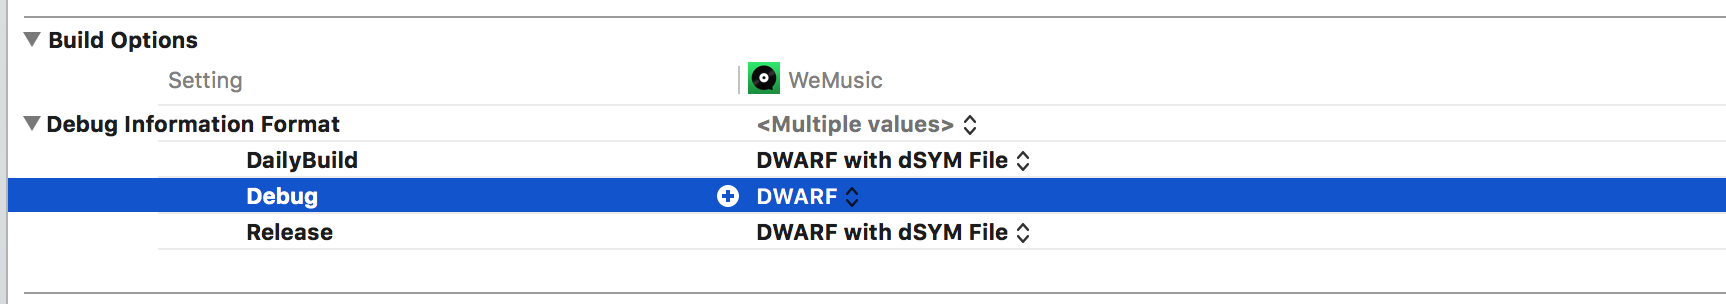 Build Options
Setting WeMusic
Debug Information Format <Multiple values>
DailyBuild DWARF with dSYM File
Debug DWARF
Release DWARF with dSYM File